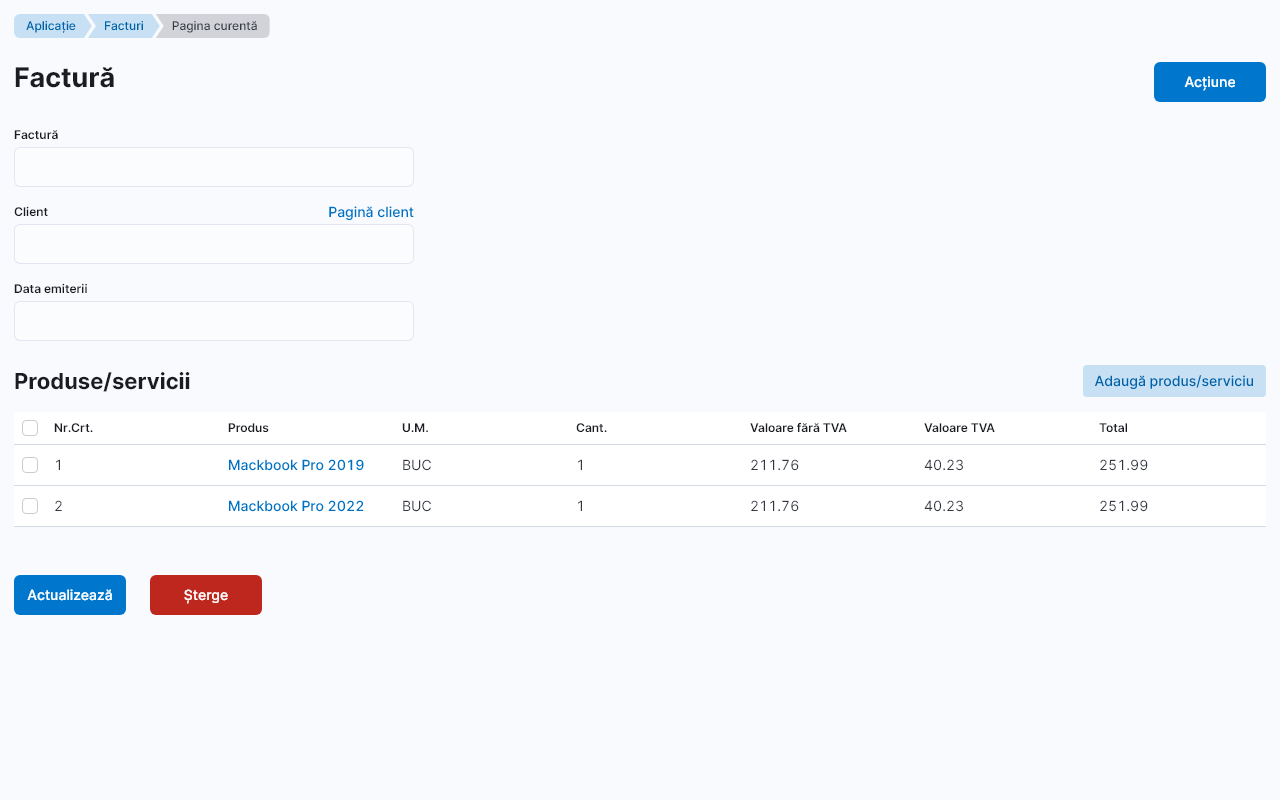 Aplicație Facturi Pagina curentă
Factură
Acțiune
Factură
Client Pagină client
Data emiterii
Produse/servicii
Adaugă produs/serviciu
Nr.Crt. Produs U.M. Cant. Valoare fără TVA Valoare TVA Total
1 Mackbook Pro 2019 BUC 1 211.76 40.23 251.99
2 Mackbook Pro 2022 BUC 1 211.76 40.23 251.99
Actualizează Șterge